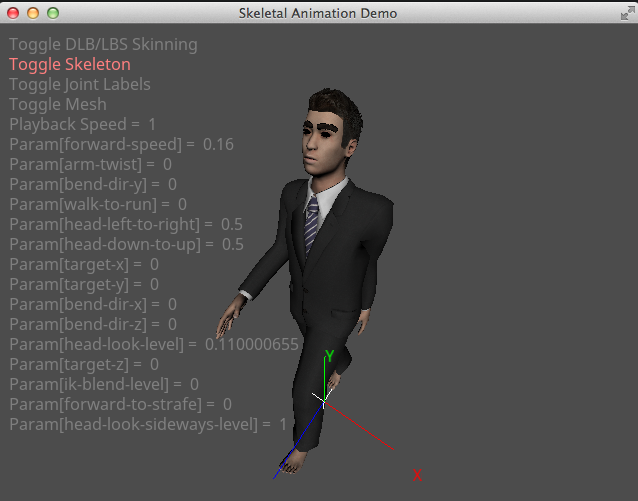 Skeletal Animation Demo
Toggle DLB/LBS Skinning
Toggle Skeleton
Toggle Joint Labels
Toggle Mesh
Playback Speed = 1
Param[forward-speed] = 0.16
Param[arm-twist] = 0
Param[bend-dir-y] = 0
Param[walk-to-run] = 0
Param[head-left-to-right] = 0.5
Param[head-down-to-up] = 0.5
Param[target-x] = 0
Param[target-y] = 0
Param[bend-dir-x] = 0
Param[bend-dir-z] = 0
Param[head-look-level] = 0.110000655
Y
Param[target-z] = 0
Param[ik-blend-level] = 0
Param[forward-to-strafe] = 0
Param[head-look-sideways-level] = 1
X